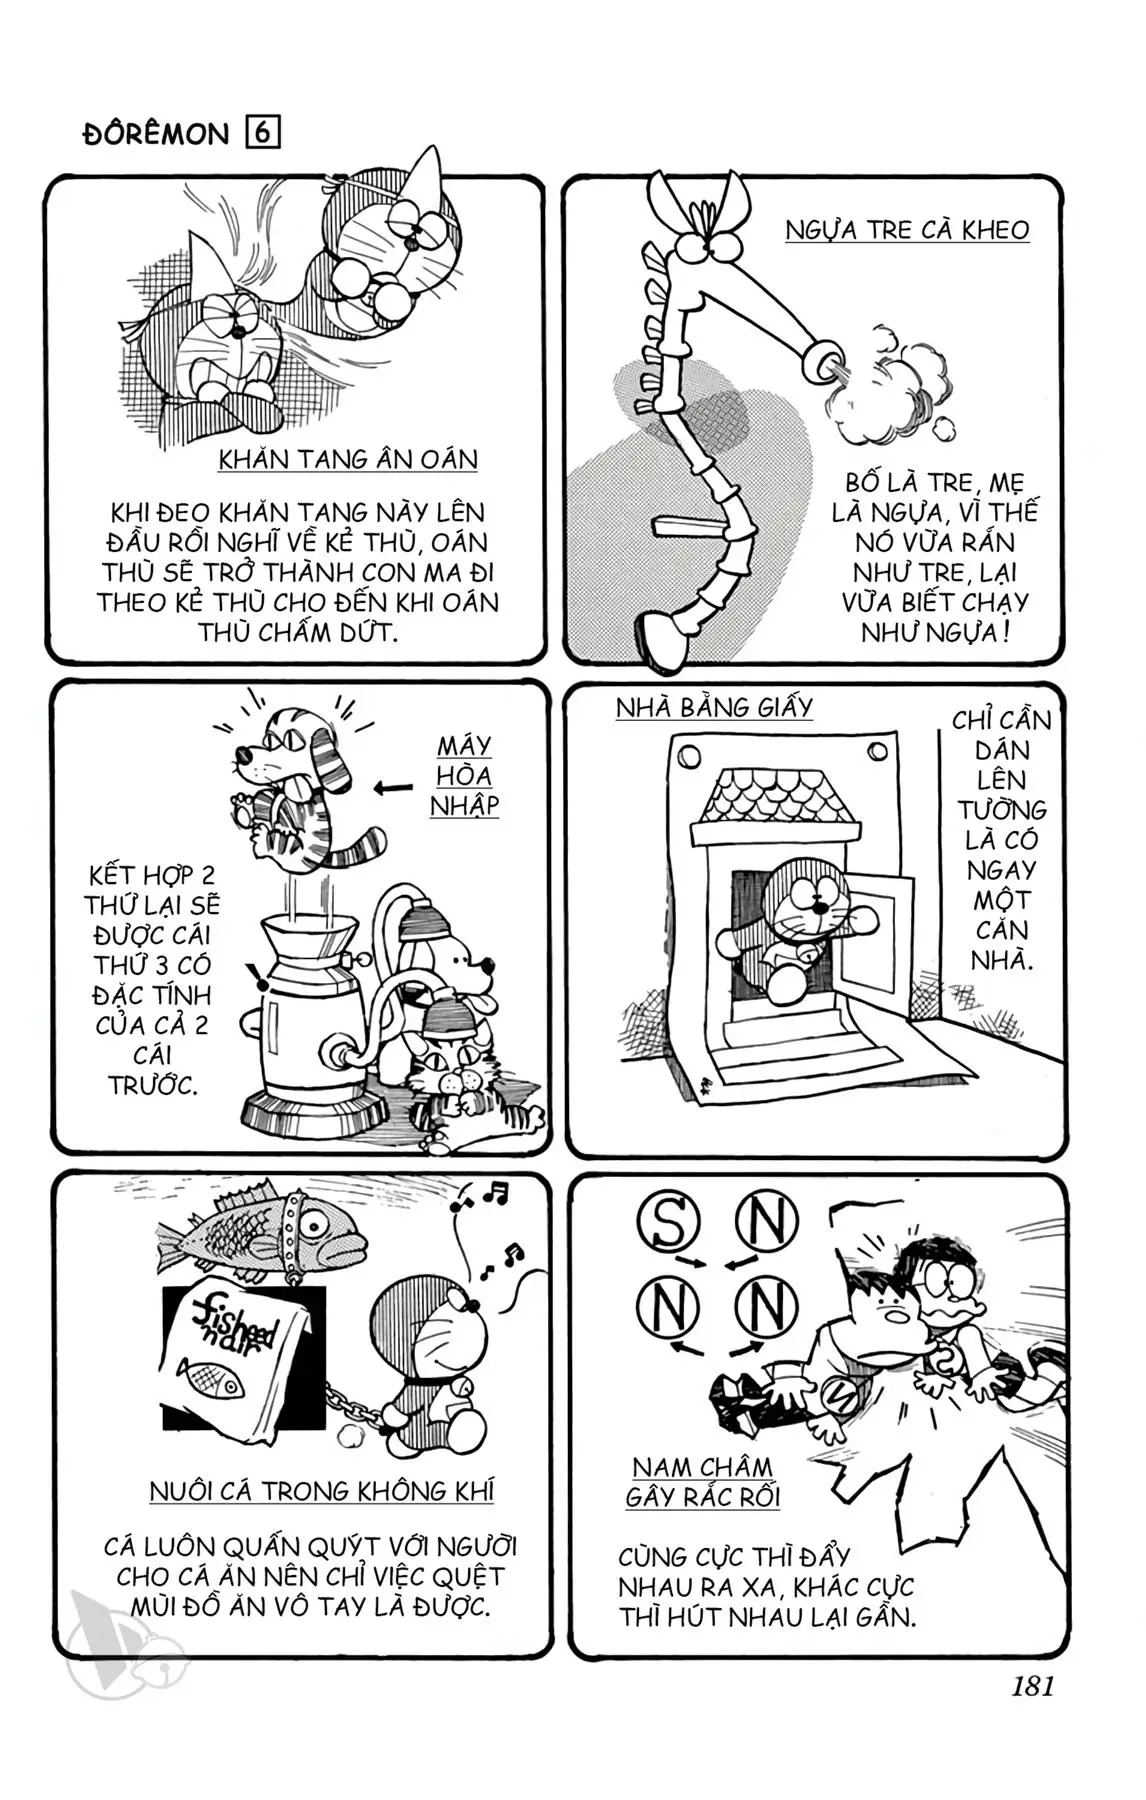 ĐÔRÊMON 6
KHĂN TANG ÂN OÁN
KHI ĐEO KHĂN TANG NÀY LÊN
ĐẦU RỒI NGHĨ VỀ KẺ THÙ, OÁN
THÙ SẼ TRỞ THÀNH CON MA ĐI
THEO KẺ THÙ CHO ĐẾN KHI OÁN
THÙ CHẤM DỨT.
NGỰA TRE CÀ KHEO
BỐ LÀ TRE, MẸ
LÀ NGỰA, VÌ THẾ
NÓ VỪA RẮN
NHƯ TRE, LẠI
VỪA BIẾT CHẠY
NHƯ NGỰA!
MÁY
HÒA
NHẬP
KẾT HỢP 2
THỨ LẠI SẼ
ĐƯỢC CÁI
THỨ 3 CÓ
ĐẶC TÍNH
CỦA CẢ 2
CÁI
TRƯỚC.
NHÀ BẰNG GIẤY
CHỈ CẦN
DÁN
LÊN
TƯỜNG
LÀ CÓ
NGAY
MỘT
CĂN
NHÀ.
fisheed
NUÔI CÁ TRONG KHÔNG KHÍ
CÁ LUÔN QUẤN QUÝT VỚI NGƯỜI
CHO CÁ ĂN NÊN CHỈ VIỆC QUỆT
MÙI ĐỒ ĂN VÔ TAY LÀ ĐƯỢC.
S N
N N
N
NAM CHÂM
GÂY RẮC RỐI
CÙNG CỰC THÌ ĐẨY
NHAU RA XA, KHÁC CỰC
THÌ HÚT NHAU LẠI GẦN.
181